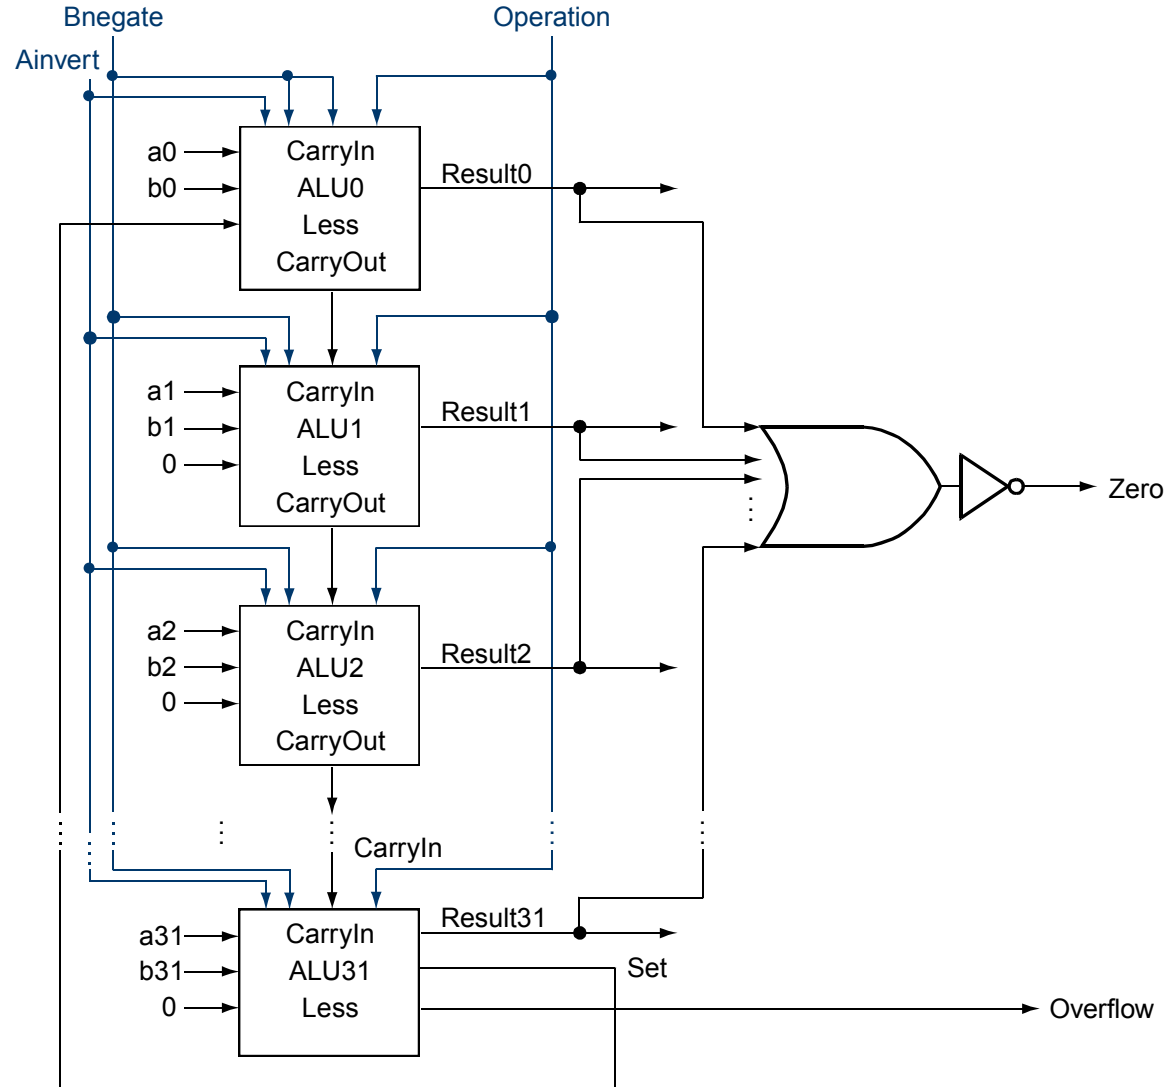 Bnegate
Operation
Ainvert
a0
CarryIn
Result0
b0
ALU0
Less
CarryOut
a1
CarryIn
Result1
b1
ALU1
0
Less
CarryOut
Zero
a2
CarryIn
Result2
b2
ALU2
0
Less
CarryOut
CarryIn
a31
CarryIn
Result31
b31
ALU31
Set
0
Less
Overflow